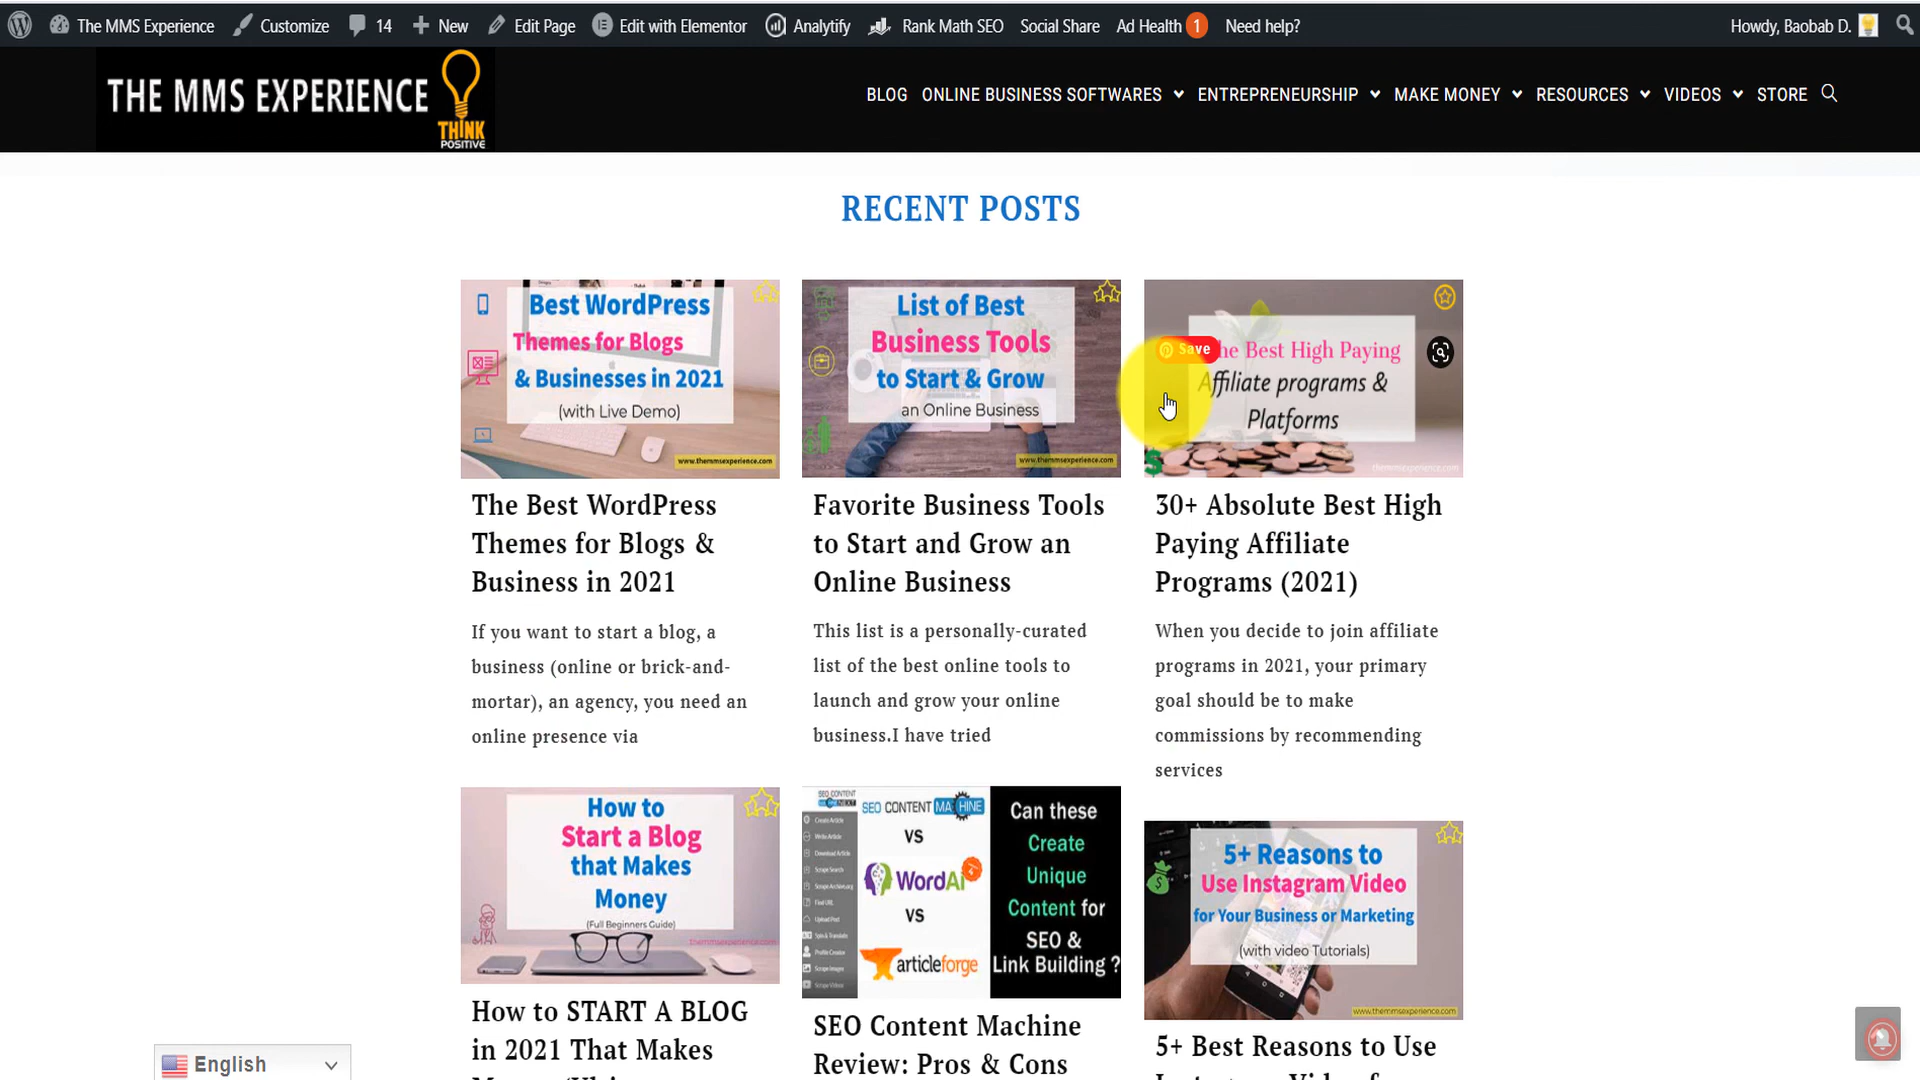 The MMS Experience Customize 14 New Edit Page Edit with Elementor Analytify Rank Math SEO Social Share Ad Health 1 Need help? Howdy, Baobab D.
THE MMS EXPERIENCE
THINK
POSITIVE
BLOG ONLINE BUSINESS SOFTWARES ENTREPRENEURSHIP MAKE MONEY RESOURCES VIDEOS STORE
RECENT POSTS
Best WordPress
Themes for Blogs
& Businesses in 2021
(with Live Demo)
www.themmsexperience.com
List of Best
Business Tools
to Start & Grow
an Online Business
www.themmsexperience.com
Save
he Best High Paying
Affiliate programs &
Platforms
themmsexperience.com
The Best WordPress
Themes for Blogs &
Business in 2021
Favorite Business Tools
to Start and Grow an
Online Business
30+ Absolute Best High
Paying Affiliate
Programs (2021)
If you want to start a blog, a
business (online or brick-and-
mortar), an agency, you need an
online presence via
This list is a personally-curated
list of the best online tools to
launch and grow your online
business.I have tried
When you decide to join affiliate
programs in 2021, your primary
goal should be to make
commissions by recommending
services
How to
Start a Blog
that Makes
Money
(Full Beginners Guide)
themmsexperience.com
SEO CONTENT
SEO CONTENT MACHINE
VS
WordAi
VS
articleforge
Create Article
Write Article
Download Article
Scrape Search
Find URL
Upload Post
Spin & Translate
Profile Creator
Scrape Images
Scrape Videos
Can these
Create
Unique
Content for
SEO &
Link Building ?
5+ Reasons to
Use Instagram Video
for Your Business or Marketing
(with video Tutorials)
www.themmsexperience.com
How to START A BLOG
in 2021 That Makes
SEO Content Machine
Review: Pros & Cons
5+ Best Reasons to Use
English